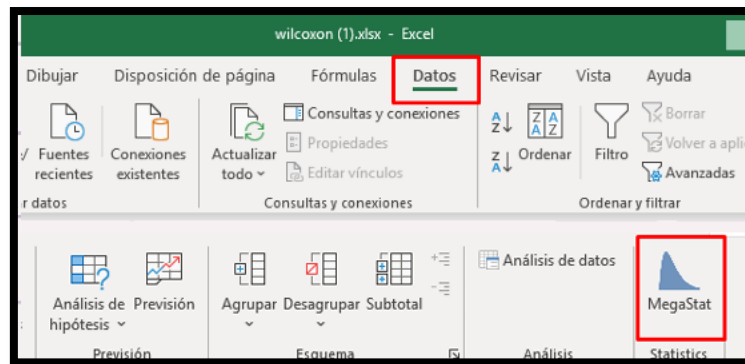 wilcoxon (1).xlsx - Excel
Dibujar Disposición de página Fórmulas Datos Revisar Vista Ayuda
Fuentes recientes
Conexiones existentes
Actualizar todo
Consultas y conexiones
Propiedades
Editar vínculos
Ordenar
Filtro
Borrar
Volver a aplic
Avanzadas
r datos
Consultas y conexiones
Ordenar y filtrar
Análisis de hipótesis
Previsión
Agrupar
Desagrupar
Subtotal
Análisis de datos
MegaStat
Previsión
Esquema
Análisis
Statistics